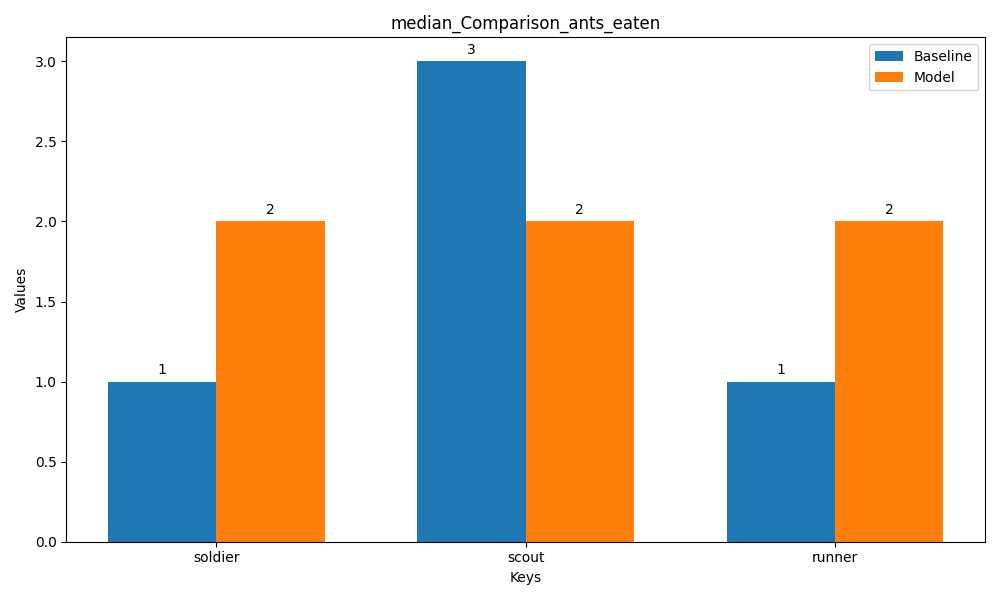 median_Comparison_ants_eaten
Baseline
Model
3
2
2
2
1
1
3.0
2.5
2.0
1.5
1.0
0.5
0.0
Values
soldier
scout
runner
Keys